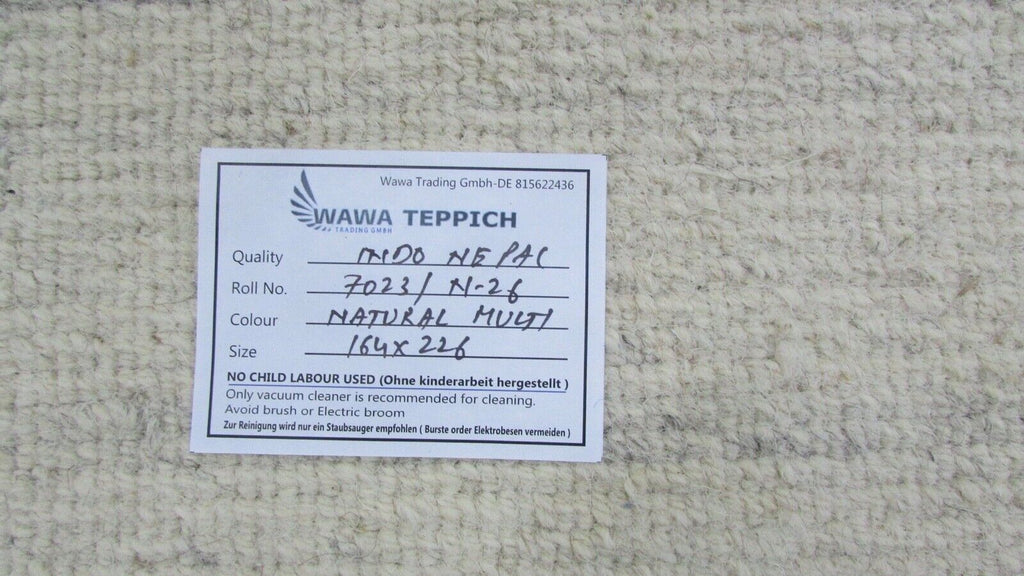 Wawa Trading Gmbh-DE 815622436
WAWA TEPPICH
TRADING GMBH
Quality INDO NEPAL
Roll No. 7023/ N-26
Colour NATURAL MULTI
Size 164x226
NO CHILD LABOUR USED (Ohne kinderarbeit hergestellt )
Only vacuum cleaner is recommended for cleaning.
Avoid brush or Electric broom
Zur Reinigung wird nur ein Staubsauger empfohlen ( Burste order Elektrobesen vermeiden )